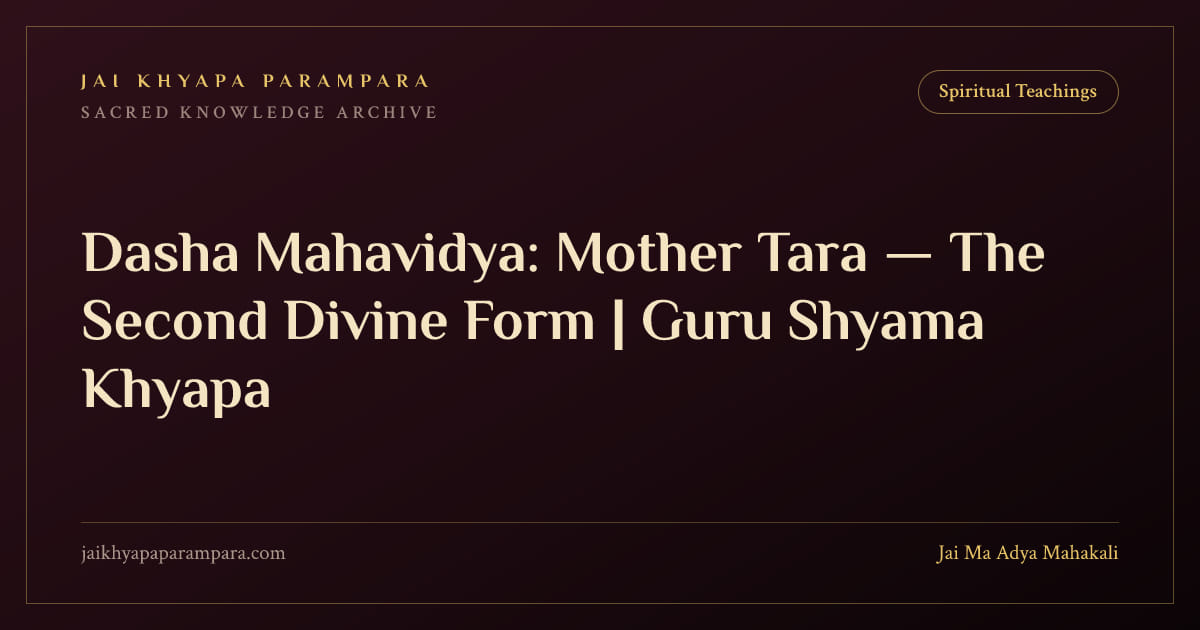 JAI KHYAPA PARAMPARA
SACRED KNOWLEDGE ARCHIVE
Spiritual Teachings
Dasha Mahavidya: Mother Tara — The
Second Divine Form | Guru Shyama
Khyapa
jaikhyapaparampara.com
Jai Ma Adya Mahakali